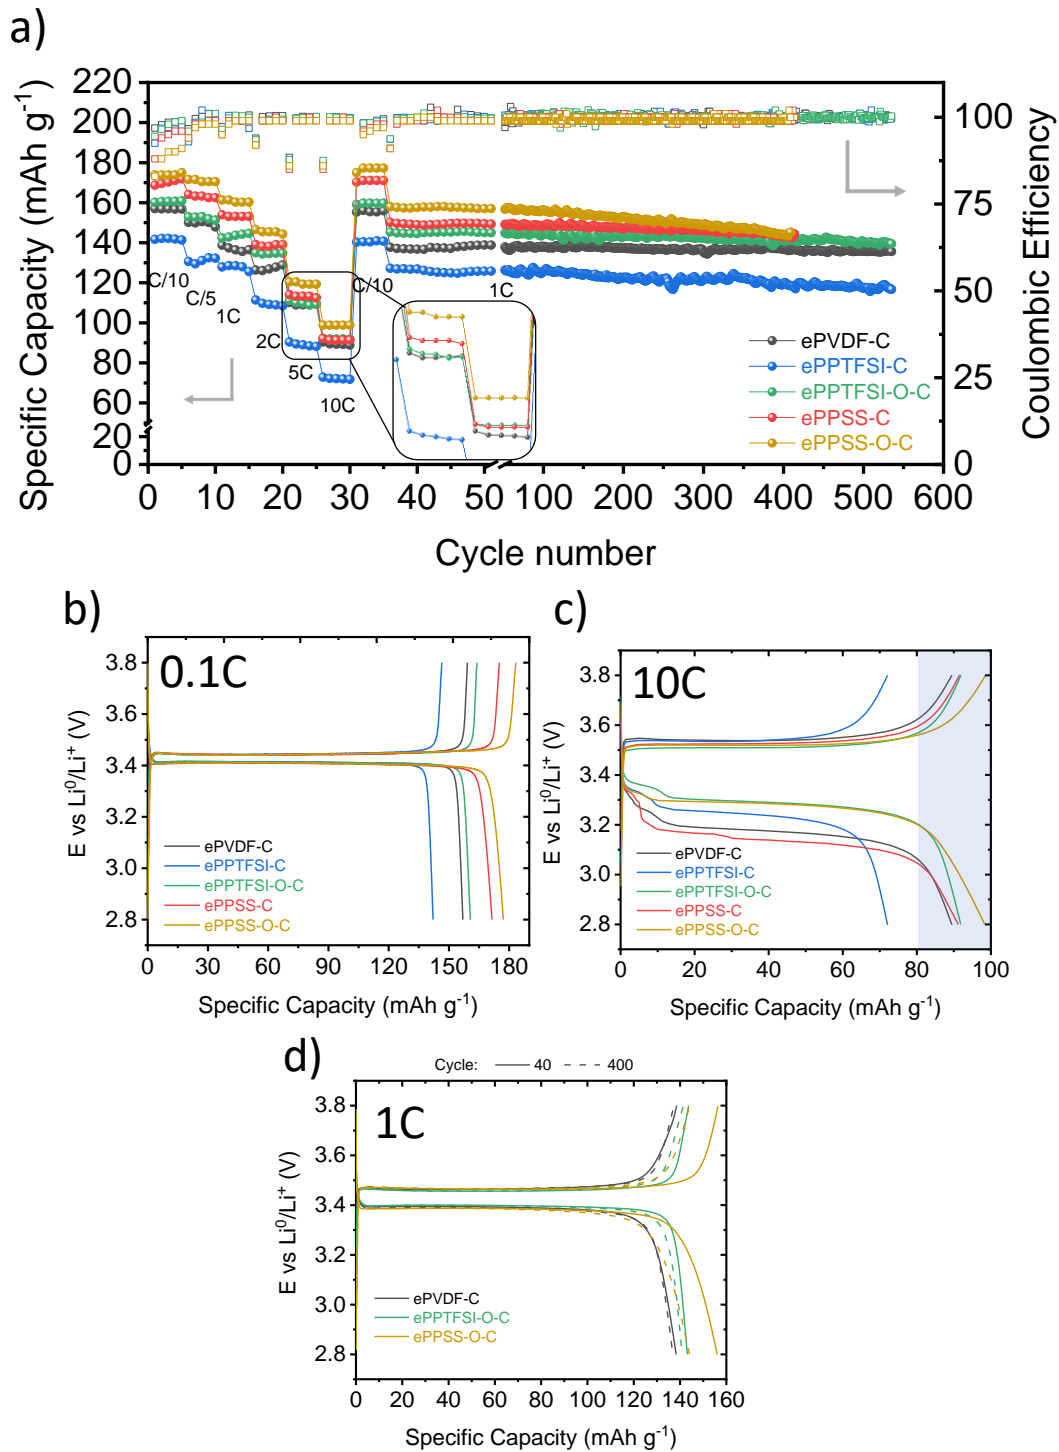 a)
Specific Capacity (mAh g⁻¹)
220
200
180
160
140
120
100
80
60
20
0
100
75
50
25
0
Coulombic Efficiency
C/10
C/5
1C
2C
5C
10C
C/10
1C
ePVDF-C
ePPTFSI-C
ePPTFSI-O-C
ePPSS-C
ePPSS-O-C
0 10 20 30 40 50 100 200 300 400 500 600
Cycle number
b)
0.1C
E vs Li⁰/Li⁺ (V)
3.8
3.6
3.4
3.2
3.0
2.8
ePVDF-C
ePPTFSI-C
ePPTFSI-O-C
ePPSS-C
ePPSS-O-C
0 30 60 90 120 150 180
Specific Capacity (mAh g⁻¹)
c)
10C
E vs Li⁰/Li⁺ (V)
3.8
3.6
3.4
3.2
3.0
2.8
ePVDF-C
ePPTFSI-C
ePPTFSI-O-C
ePPSS-C
ePPSS-O-C
0 20 40 60 80 100
Specific Capacity (mAh g⁻¹)
d)
Cycle: 40 400
1C
E vs Li⁰/Li⁺ (V)
3.8
3.6
3.4
3.2
3.0
2.8
ePVDF-C
ePPTFSI-O-C
ePPSS-O-C
0 20 40 60 80 100 120 140 160
Specific Capacity (mAh g⁻¹)